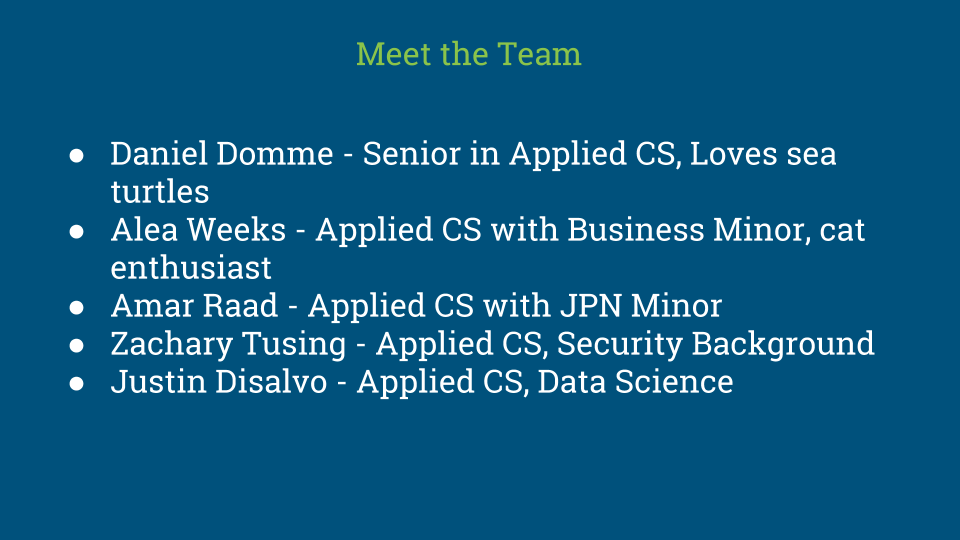 Meet the Team
● Daniel Domme - Senior in Applied CS, Loves sea
turtles
● Alea Weeks - Applied CS with Business Minor, cat
enthusiast
● Amar Raad - Applied CS with JPN Minor
● Zachary Tusing - Applied CS, Security Background
● Justin Disalvo - Applied CS, Data Science